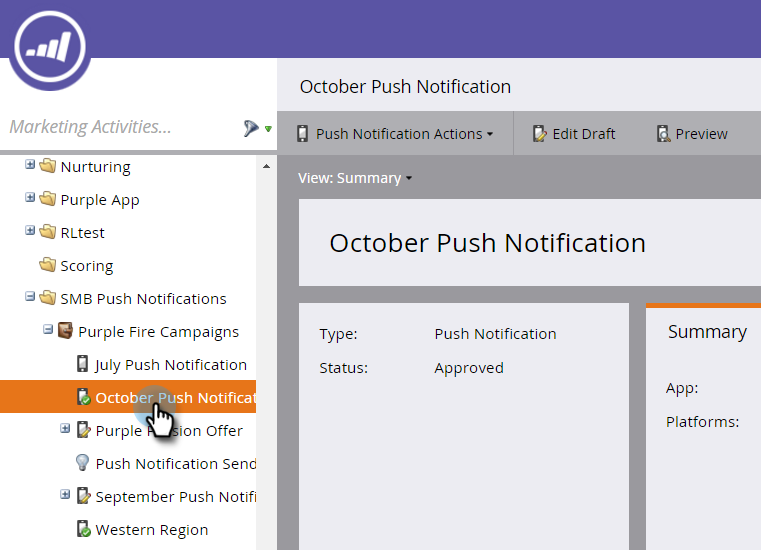 October Push Notification
Marketing Activities...
Push Notification Actions
Edit Draft
Preview
View: Summary
Nurturing
Purple App
RLtest
Scoring
SMB Push Notifications
Purple Fire Campaigns
July Push Notification
October Push Notificat
Purple sion Offer
Push Notification Send
September Push Notifi
Western Region
October Push Notification
Type: Push Notification
Status: Approved
Summary
App:
Platforms: